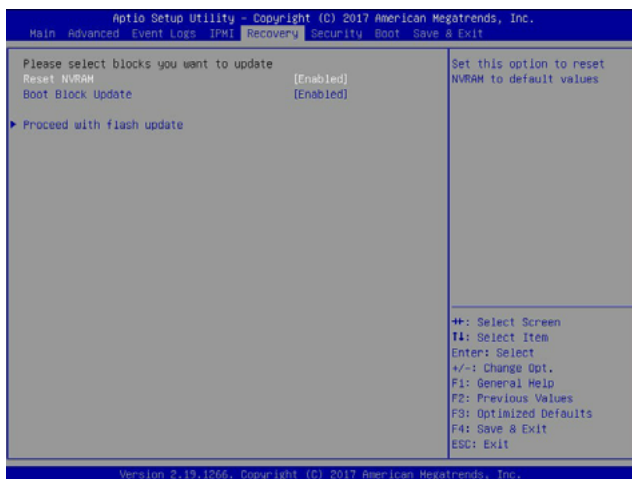 Aptio Setup Utility – Copyright (C) 2017 American Megatrends, Inc.
Main Advanced Event Logs IPMI Recovery Security Boot Save & Exit
Please select blocks you want to update
Reset NVRAM [Enabled]
Boot Block Update [Enabled]
▶ Proceed with flash update
Set this option to reset
NVRAM to default values
→←: Select Screen
↑↓: Select Item
Enter: Select
+/-: Change Opt.
F1: General Help
F2: Previous Values
F3: Optimized Defaults
F4: Save & Exit
ESC: Exit
Version 2.19.1266. Copyright (C) 2017 American Megatrends, Inc.